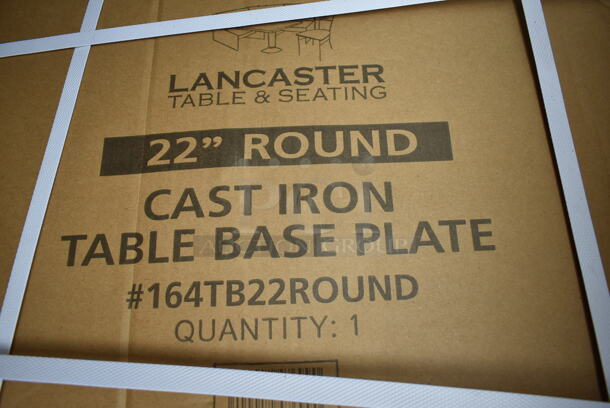 LANCASTER
TABLE & SEATING
22” ROUND
CAST IRON
TABLE BASE PLATE
#164TB22ROUND
QUANTITY: 1